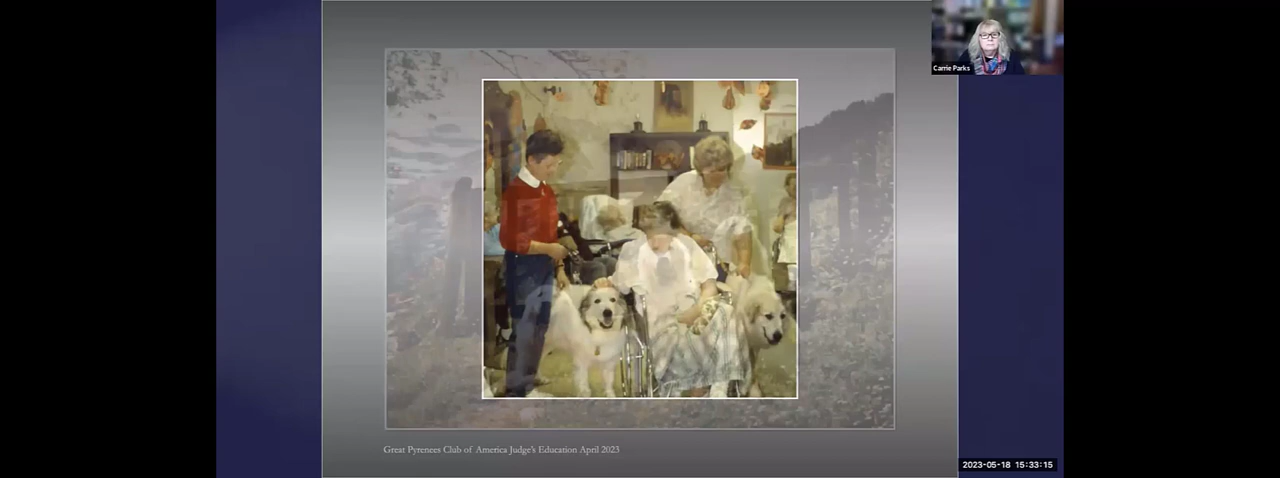 Carrie Parks
Great Pyrenees Club of America Judge's Education April 2023
2023-05-18 15:33:15